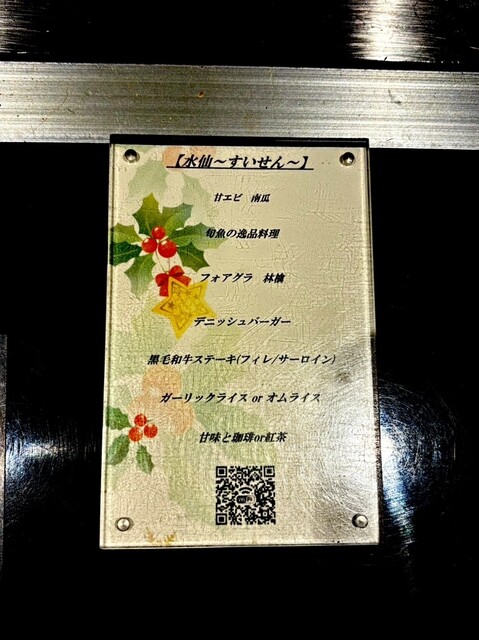 【水仙～すいせん～】
甘エビ 南瓜
旬魚の逸品料理
フォアグラ 林檎
デニッシュバーガー
黒毛和牛ステーキ(フィレ/サーロイン)
ガーリックライス or オムライス
甘味と珈琲or紅茶